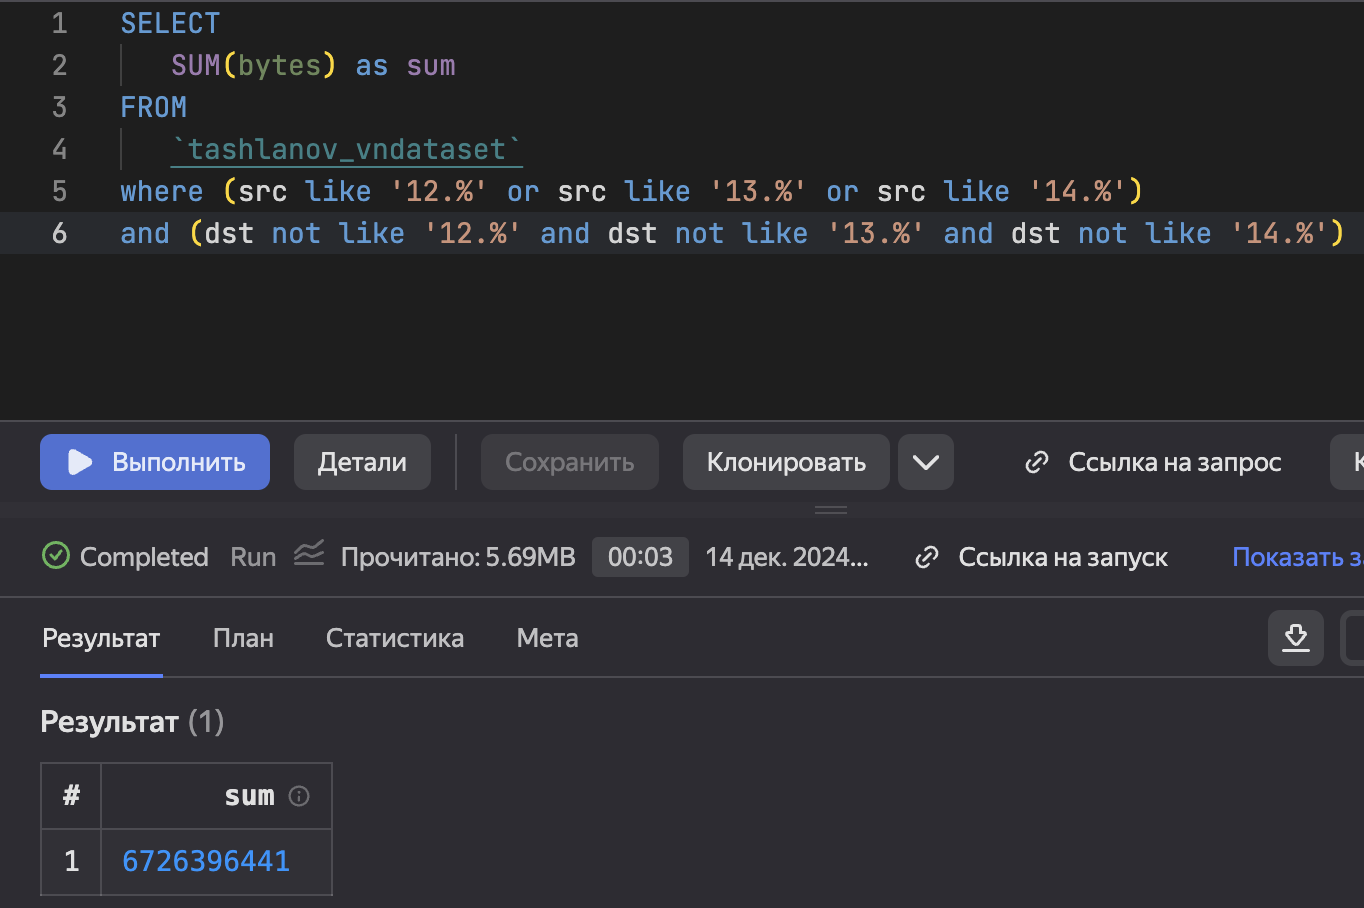 1 SELECT
2 SUM(bytes) as sum
3 FROM
4 `tashlanov_vndataset`
5 where (src like '12.%' or src like '13.%' or src like '14.%')
6 and (dst not like '12.%' and dst not like '13.%' and dst not like '14.%')
Выполнить Детали Сохранить Клонировать Ссылка на запрос
Completed Run Прочитано: 5.69MB 00:03 14 дек. 2024... Ссылка на запуск Показать
Результат План Статистика Мета
Результат (1)
# sum
1 6726396441